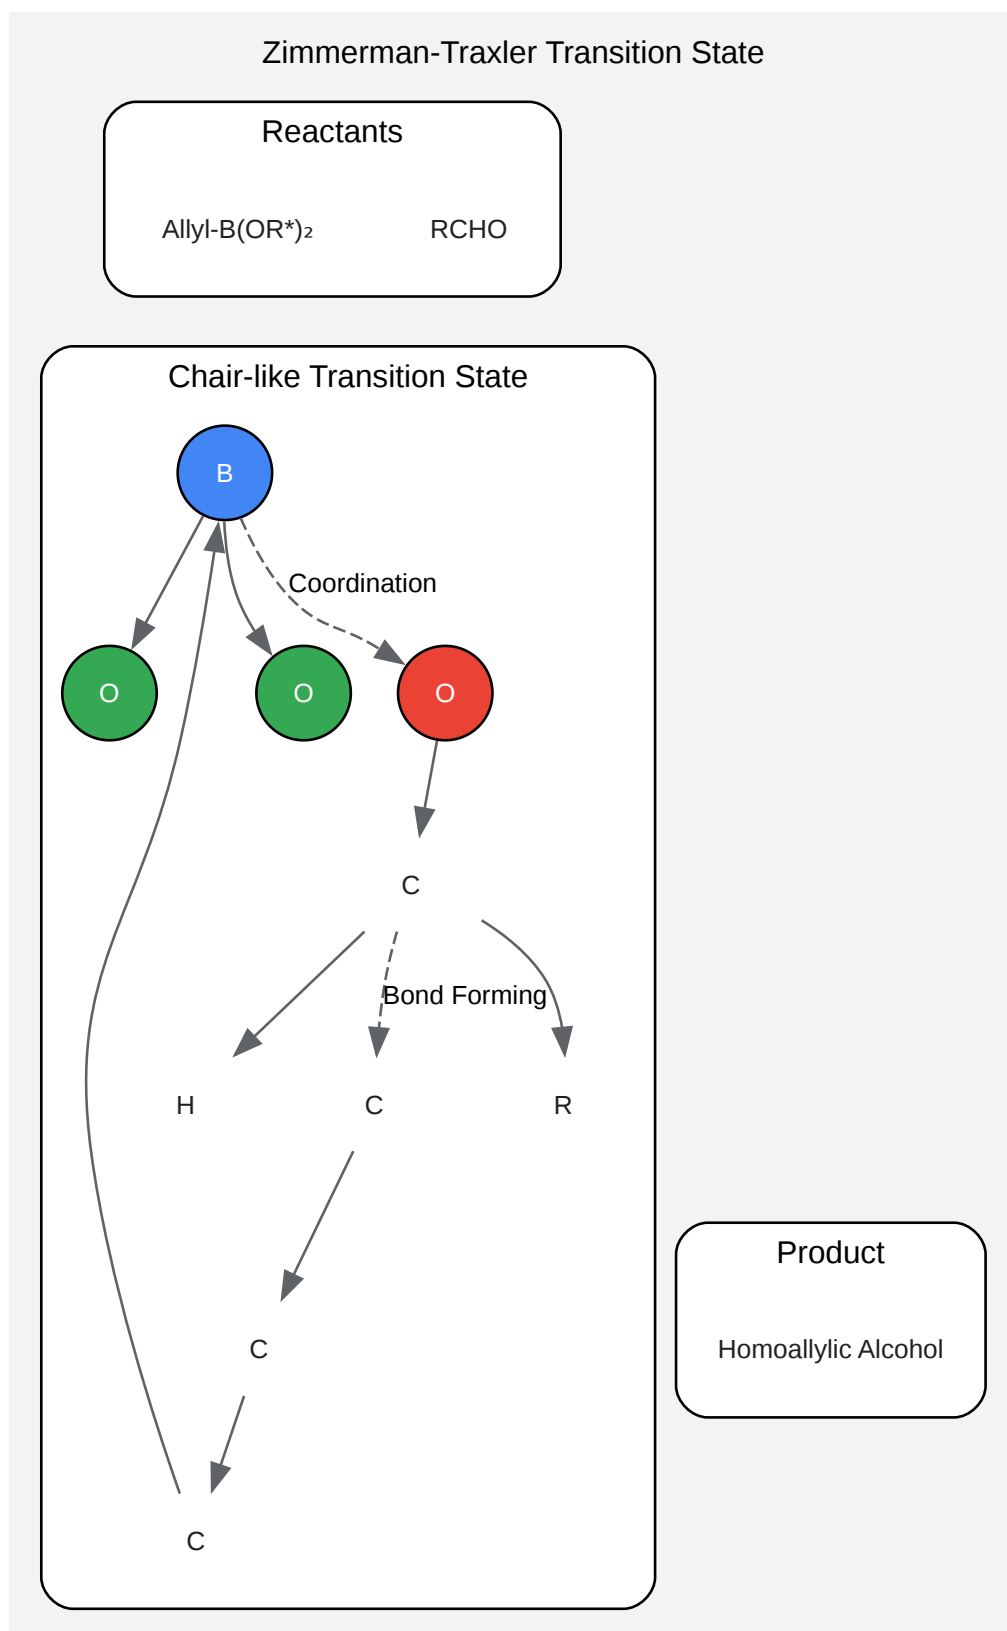 Zimmerman-Traxler Transition State
Reactants
Allyl-B(OR*)₂
RCHO
Chair-like Transition State
B
Coordination
O
O
O
C
Bond Forming
H
C
R
Product
C
Homoallylic Alcohol
C